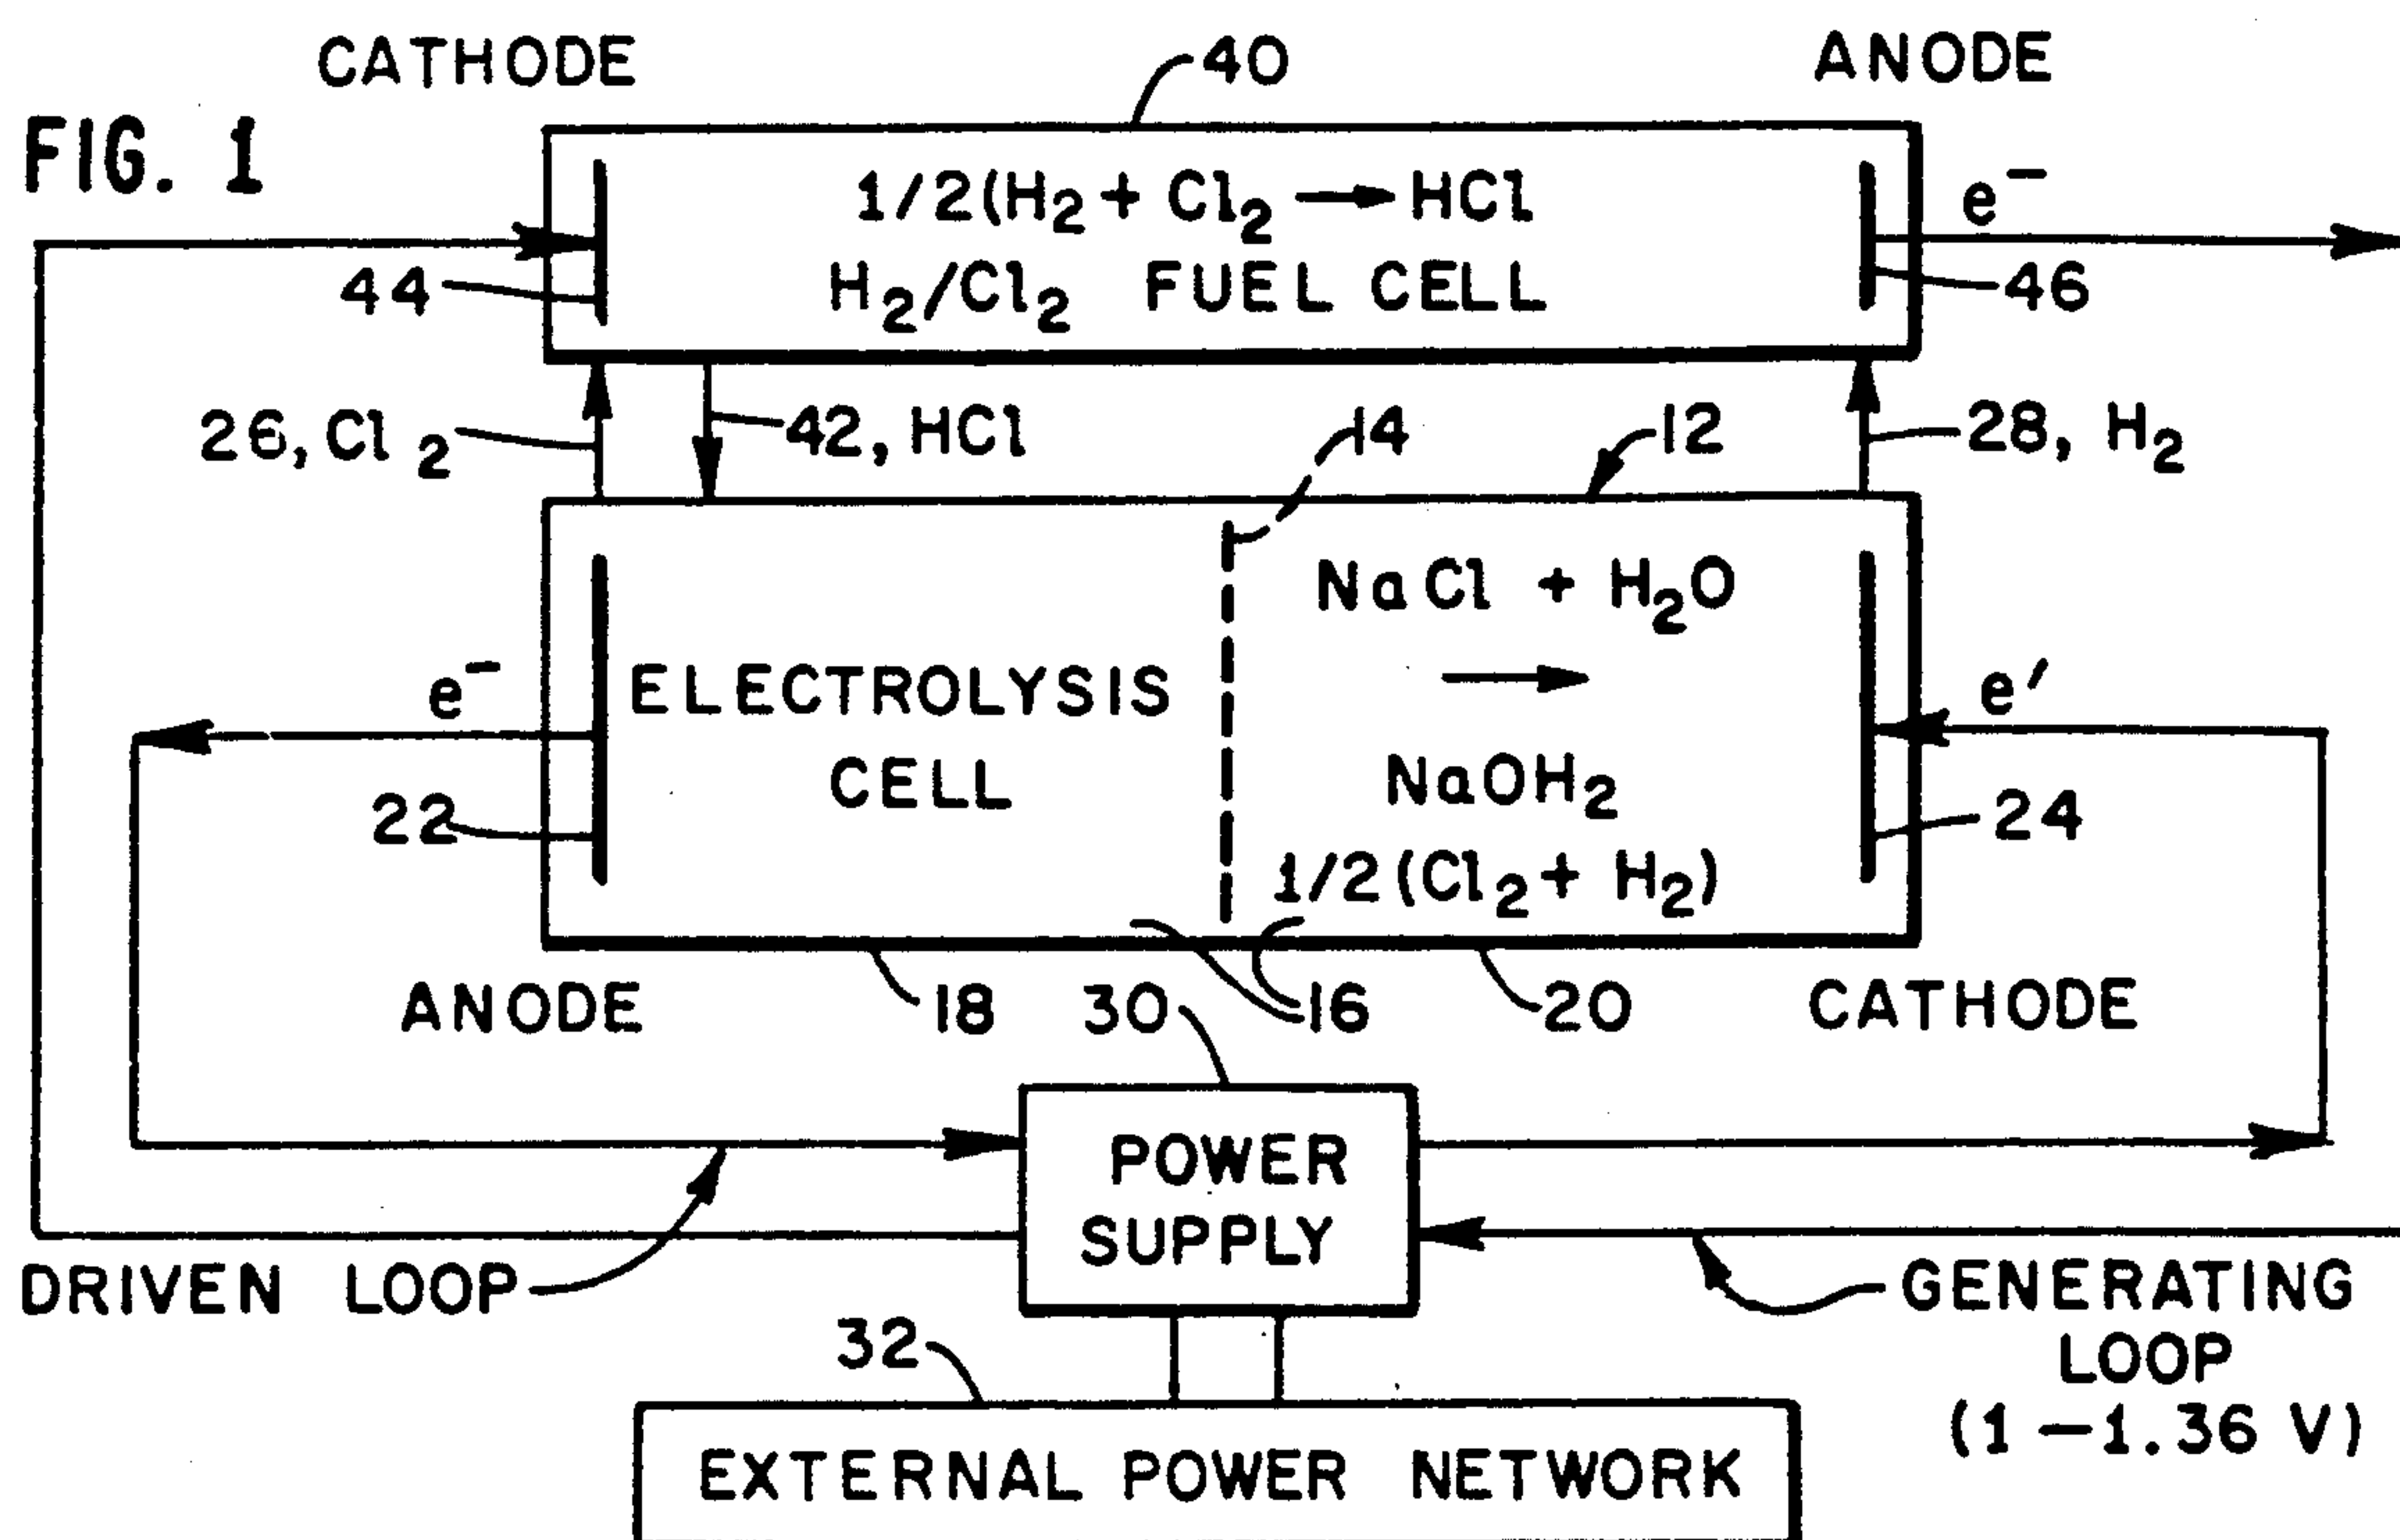 CATHODE
40
ANODE
FIG. 1
1/2(H2 + Cl2 → HCl
e−
44
H2/Cl2 FUEL CELL
46
26, Cl2
42, HCl
14
12
28, H2
NaCl + H2O
→
e−
ELECTROLYSIS
CELL
e′
22
NaOH2
24
1/2(Cl2 + H2)
ANODE
18
30
16
20
CATHODE
POWER
SUPPLY
DRIVEN LOOP
GENERATING
LOOP
(1 – 1.36 V)
32
EXTERNAL POWER NETWORK